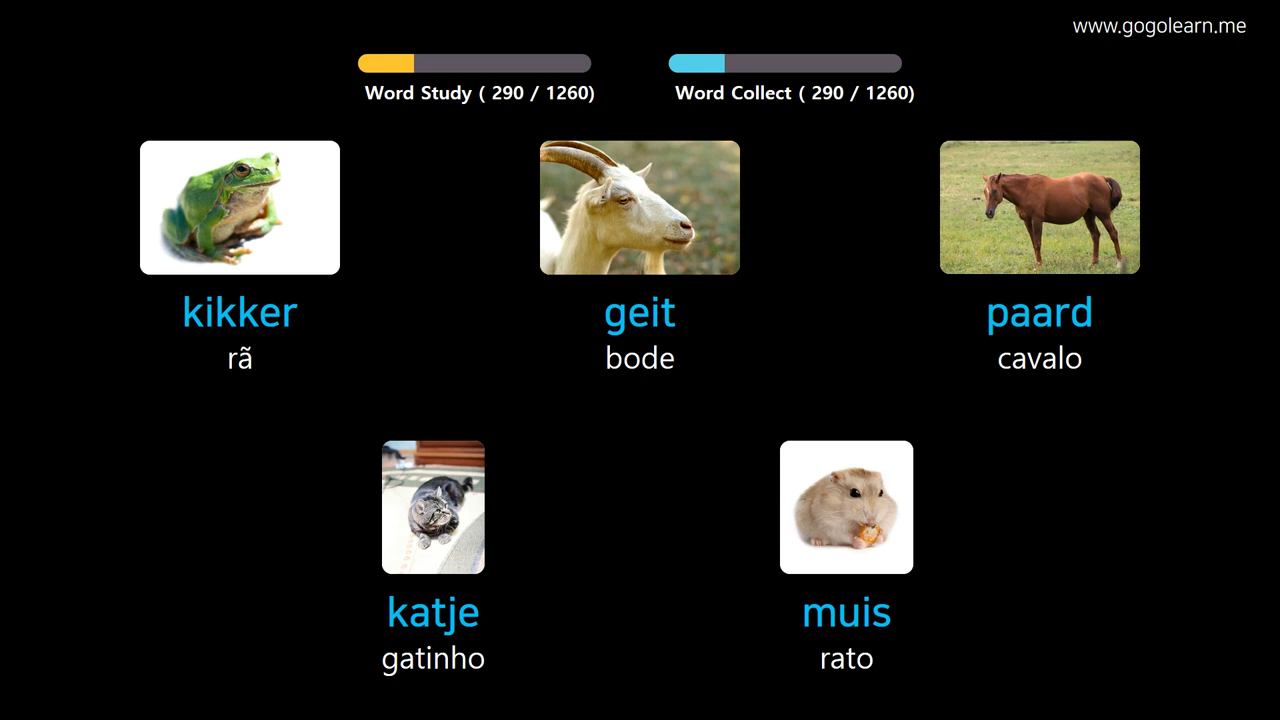 www.gogolearn.me
Word Study ( 290 / 1260)
Word Collect ( 290 / 1260)
kikker
rã
geit
bode
paard
cavalo
katje
gatinho
muis
rato